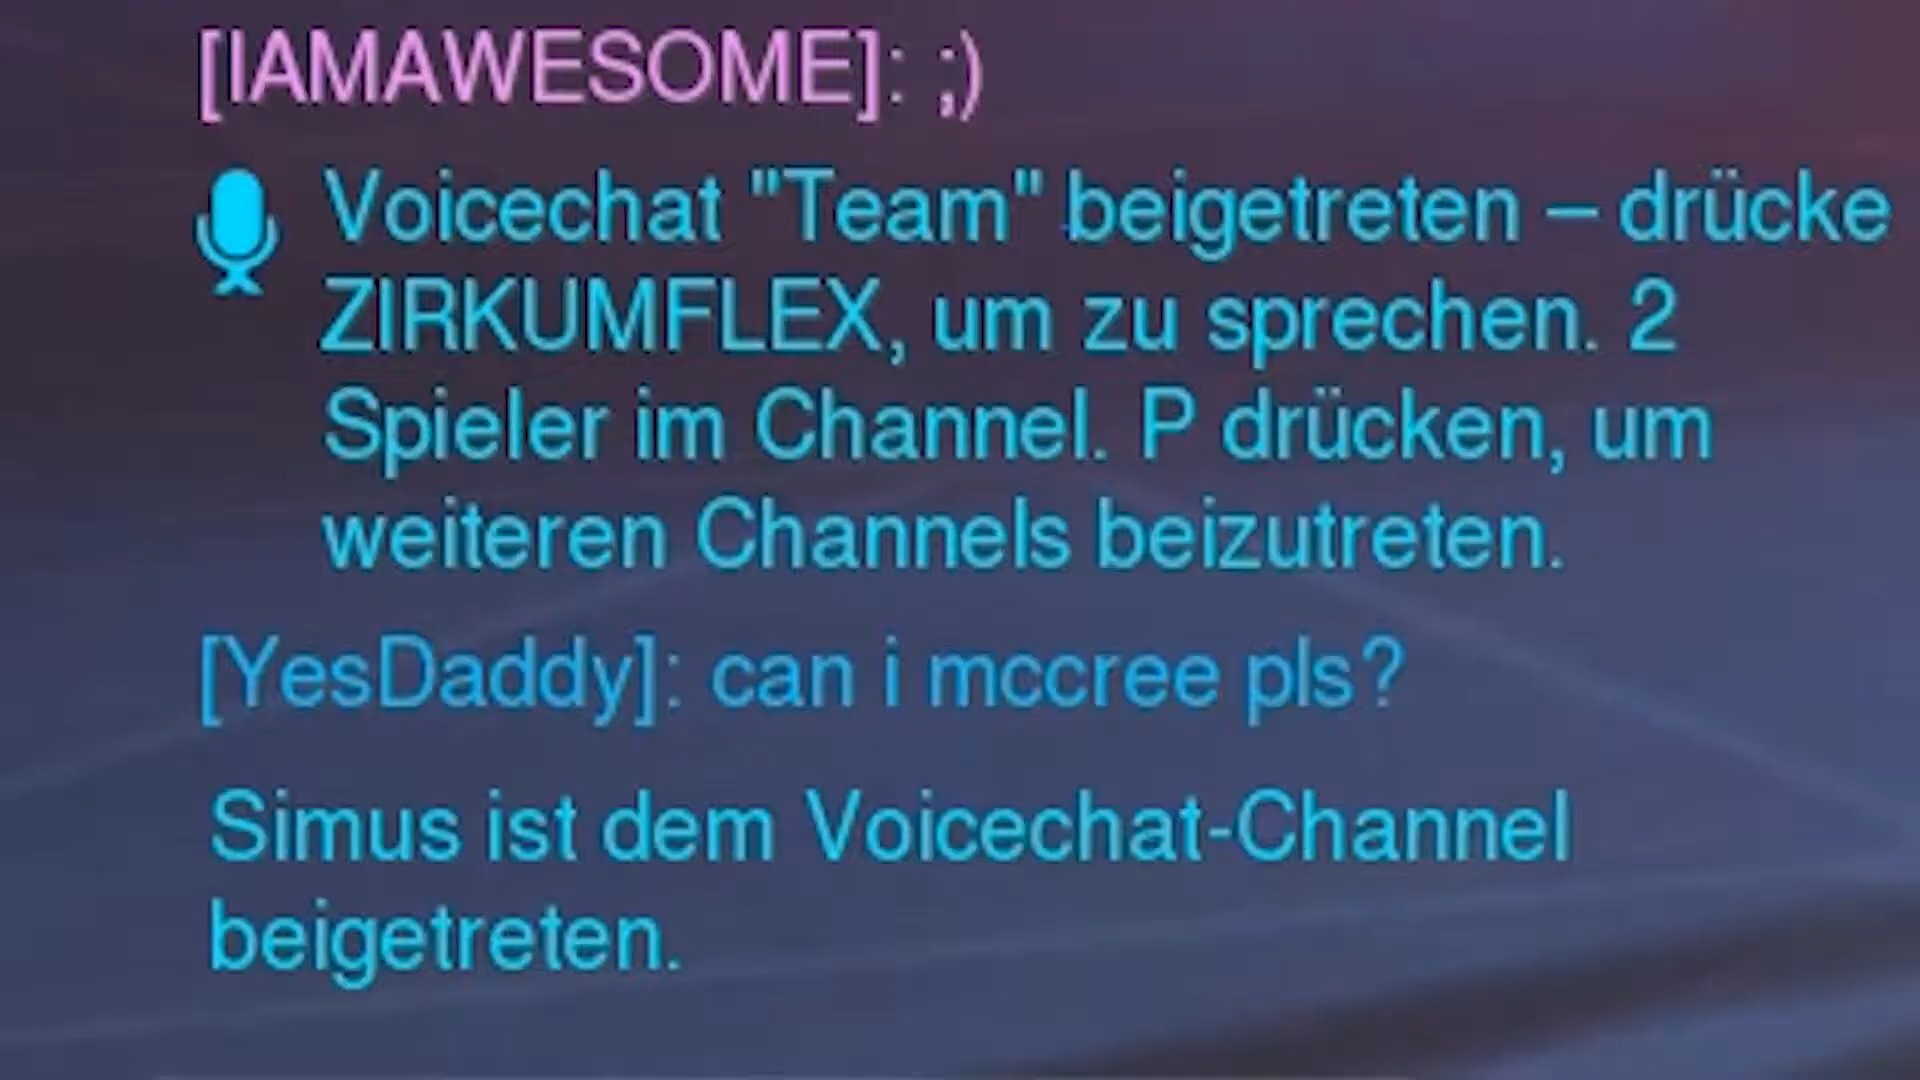 [IAMAWESOME]: ;)
Voicechat "Team" beigetreten – drücke
ZIRKUMFLEX, um zu sprechen. 2
Spieler im Channel. P drücken, um
weiteren Channels beizutreten.
[YesDaddy]: can i mccree pls?
Simus ist dem Voicechat-Channel
beigetreten.